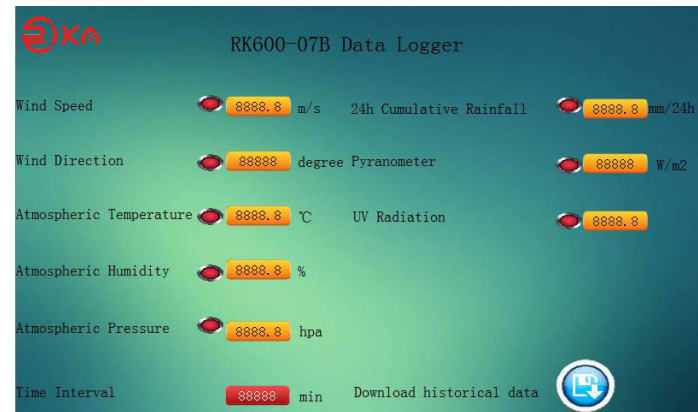 RKA
RK600-07B Data Logger
Wind Speed 8888.8 m/s 24h Cumulative Rainfall 8888.8 mm/24h
Wind Direction 88888 degree Pyranometer 88888 W/m2
Atmospheric Temperature 8888.8 ℃ UV Radiation 8888.8
Atmospheric Humidity 8888.8 %
Atmospheric Pressure 8888.8 hpa
Time Interval 88888 min Download historical data